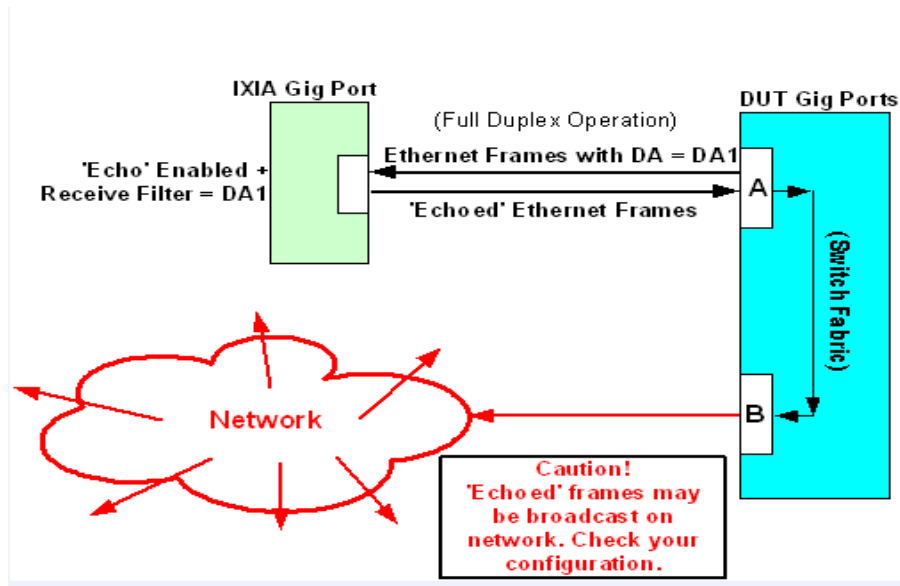 IXIA Gig Port
DUT Gig Ports
(Full Duplex Operation)
Ethernet Frames with DA = DA1
'Echo' Enabled +
Receive Filter = DA1
A
'Echoed' Ethernet Frames
(Switch Fabric)
Network
B
Caution!
'Echoed' frames may
be broadcast on
network. Check your
configuration.